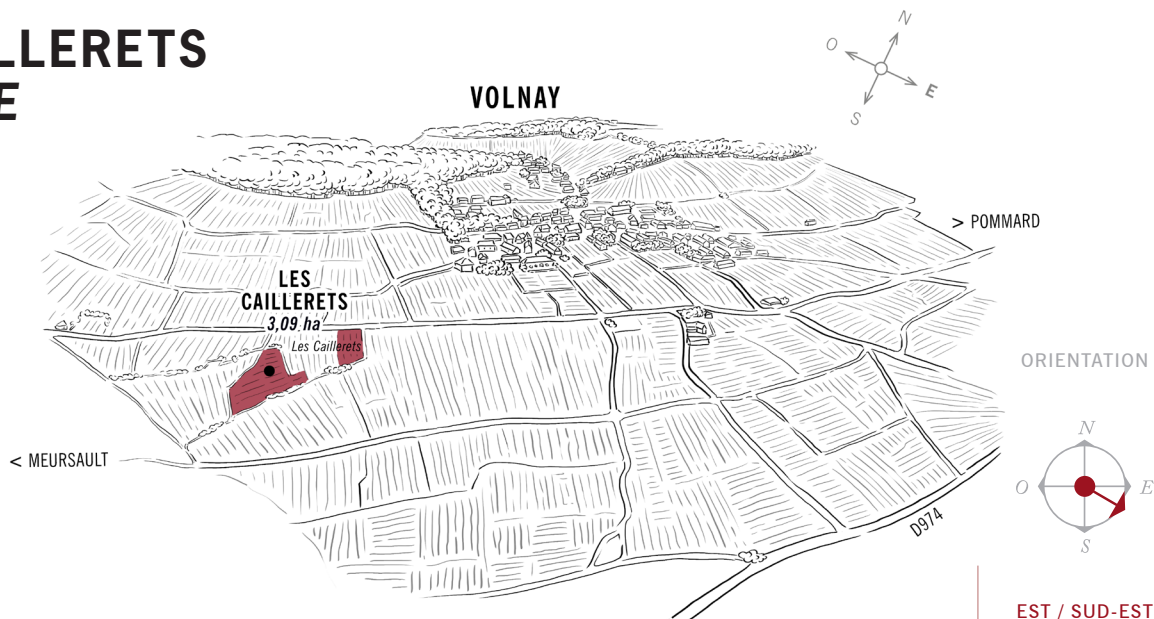 LLERETS
E
N
O
E
S
VOLNAY
> POMMARD
LES
CAILLERETS
3,09 ha
Les Caillerets
ORIENTATION
< MEURSAULT
N
O
E
S
D974
EST / SUD-EST